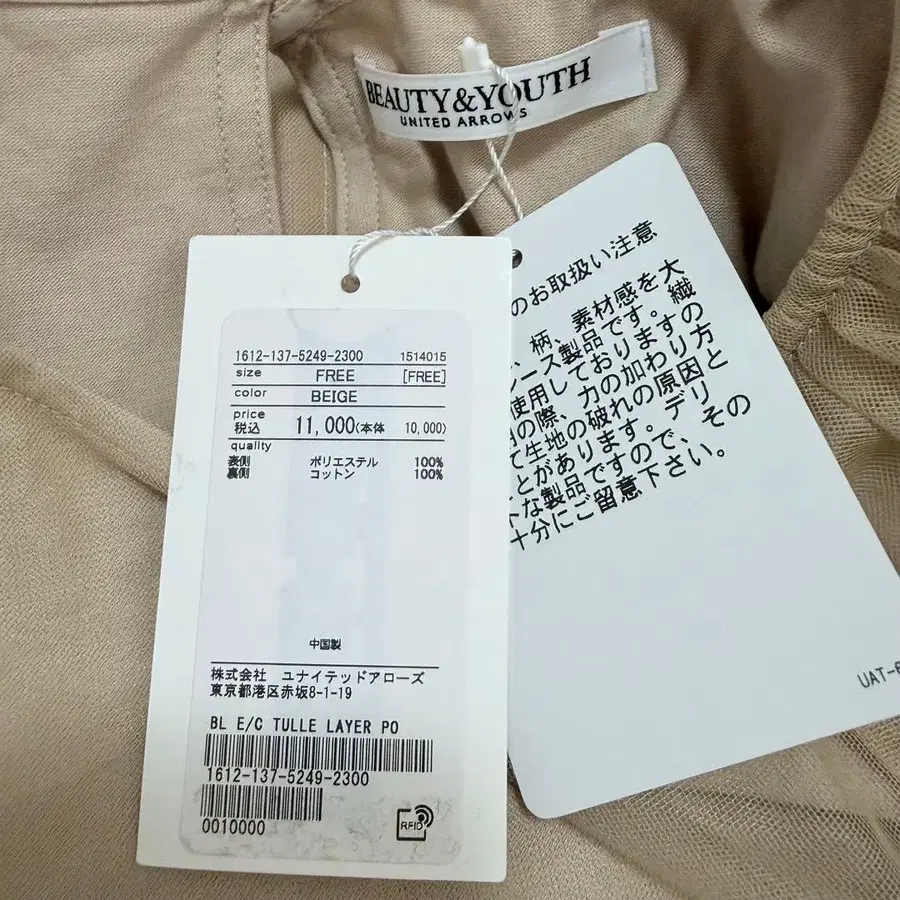 BEAUTY&YOUTH
UNITED ARROWS
1612-137-5249-2300 1514015
size FREE [FREE]
color BEIGE
price
税込 11,000(本体 10,000)
quality
表側 ポリエステル 100%
裏側 コットン 100%
中国製
株式会社 ユナイテッドアローズ
東京都港区赤坂8-1-19
BL E/C TULLE LAYER PO
1612-137-5249-2300
0010000
RFID
のお取扱い注意
、柄、素材感を大
ース製品です。繊
使用しておりますの
の際、力の加わり方
て生地の破れの原因と
とがあります。デリ
な製品ですので、その
十分にご留意下さい。
UAT-